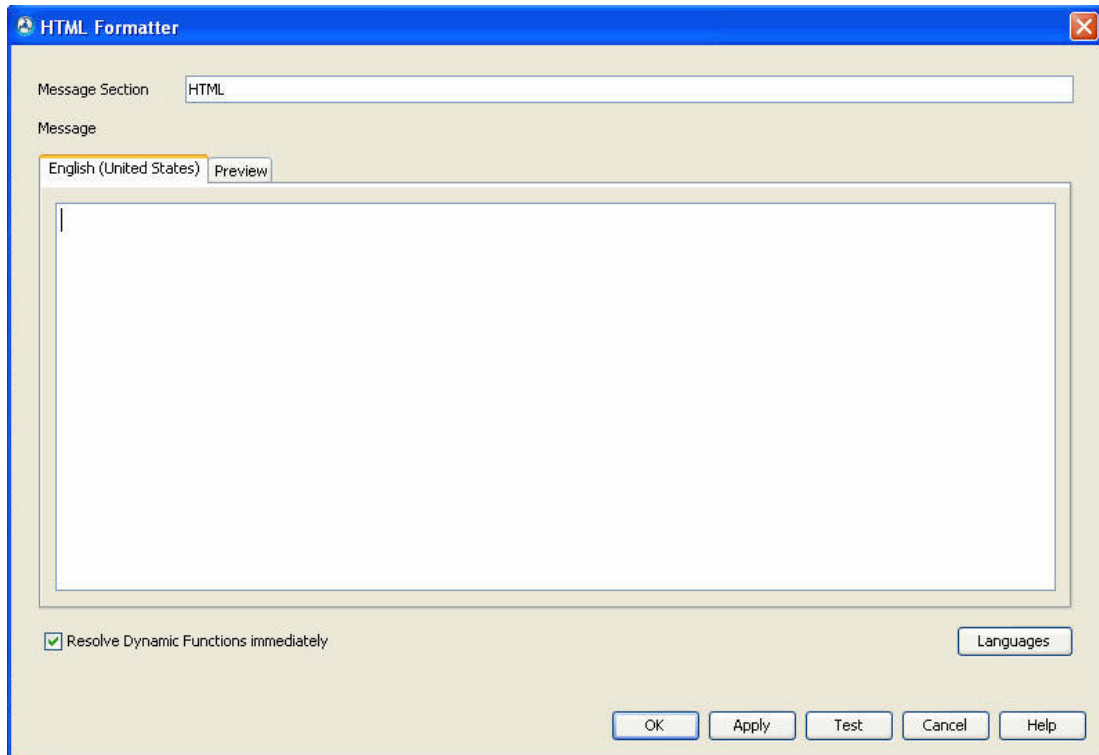 HTML Formatter
Message Section HTML
Message
English (United States) Preview
Resolve Dynamic Functions immediately Languages
OK Apply Test Cancel Help